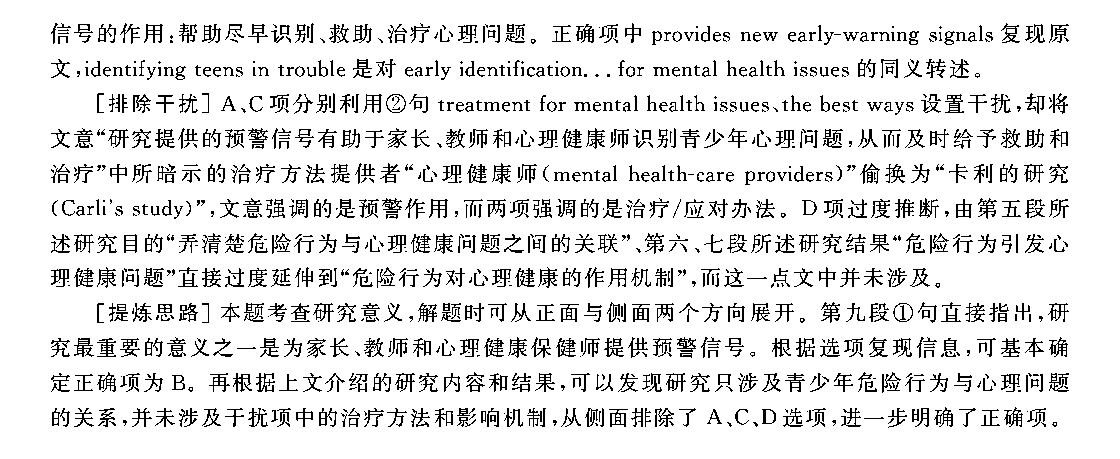 信号的作用:帮助尽早识别、救助、治疗心理问题。正确项中 provides new early-warning signals 复现原
文,identifying teens in trouble 是对 early identification... for mental health issues 的同义转述。
[排除干扰] A、C项分别利用②句 treatment for mental health issues、the best ways 设置干扰,却将
文意“研究提供的预警信号有助于家长、教师和心理健康师识别青少年心理问题,从而及时给予救助和
治疗”中所暗示的治疗方法提供者“心理健康师(mental health-care providers)”偷换为“卡利的研究
(Carli's study)”,文意强调的是预警作用,而两项强调的是治疗/应对办法。D项过度推断,由第五段所
述研究目的“弄清楚危险行为与心理健康问题之间的关联”、第六、七段所述研究结果“危险行为引发心
理健康问题”直接过度延伸到“危险行为对心理健康的作用机制”,而这一点文中并未涉及。
[提炼思路] 本题考查研究意义,解题时可从正面与侧面两个方向展开。第九段①句直接指出,研
究最重要的意义之一是为家长、教师和心理健康保健师提供预警信号。根据选项复现信息,可基本确
定正确项为 B。再根据上文介绍的研究内容和结果,可以发现研究只涉及青少年危险行为与心理问题
的关系,并未涉及干扰项中的治疗方法和影响机制,从侧面排除了 A、C、D选项,进一步明确了正确项。